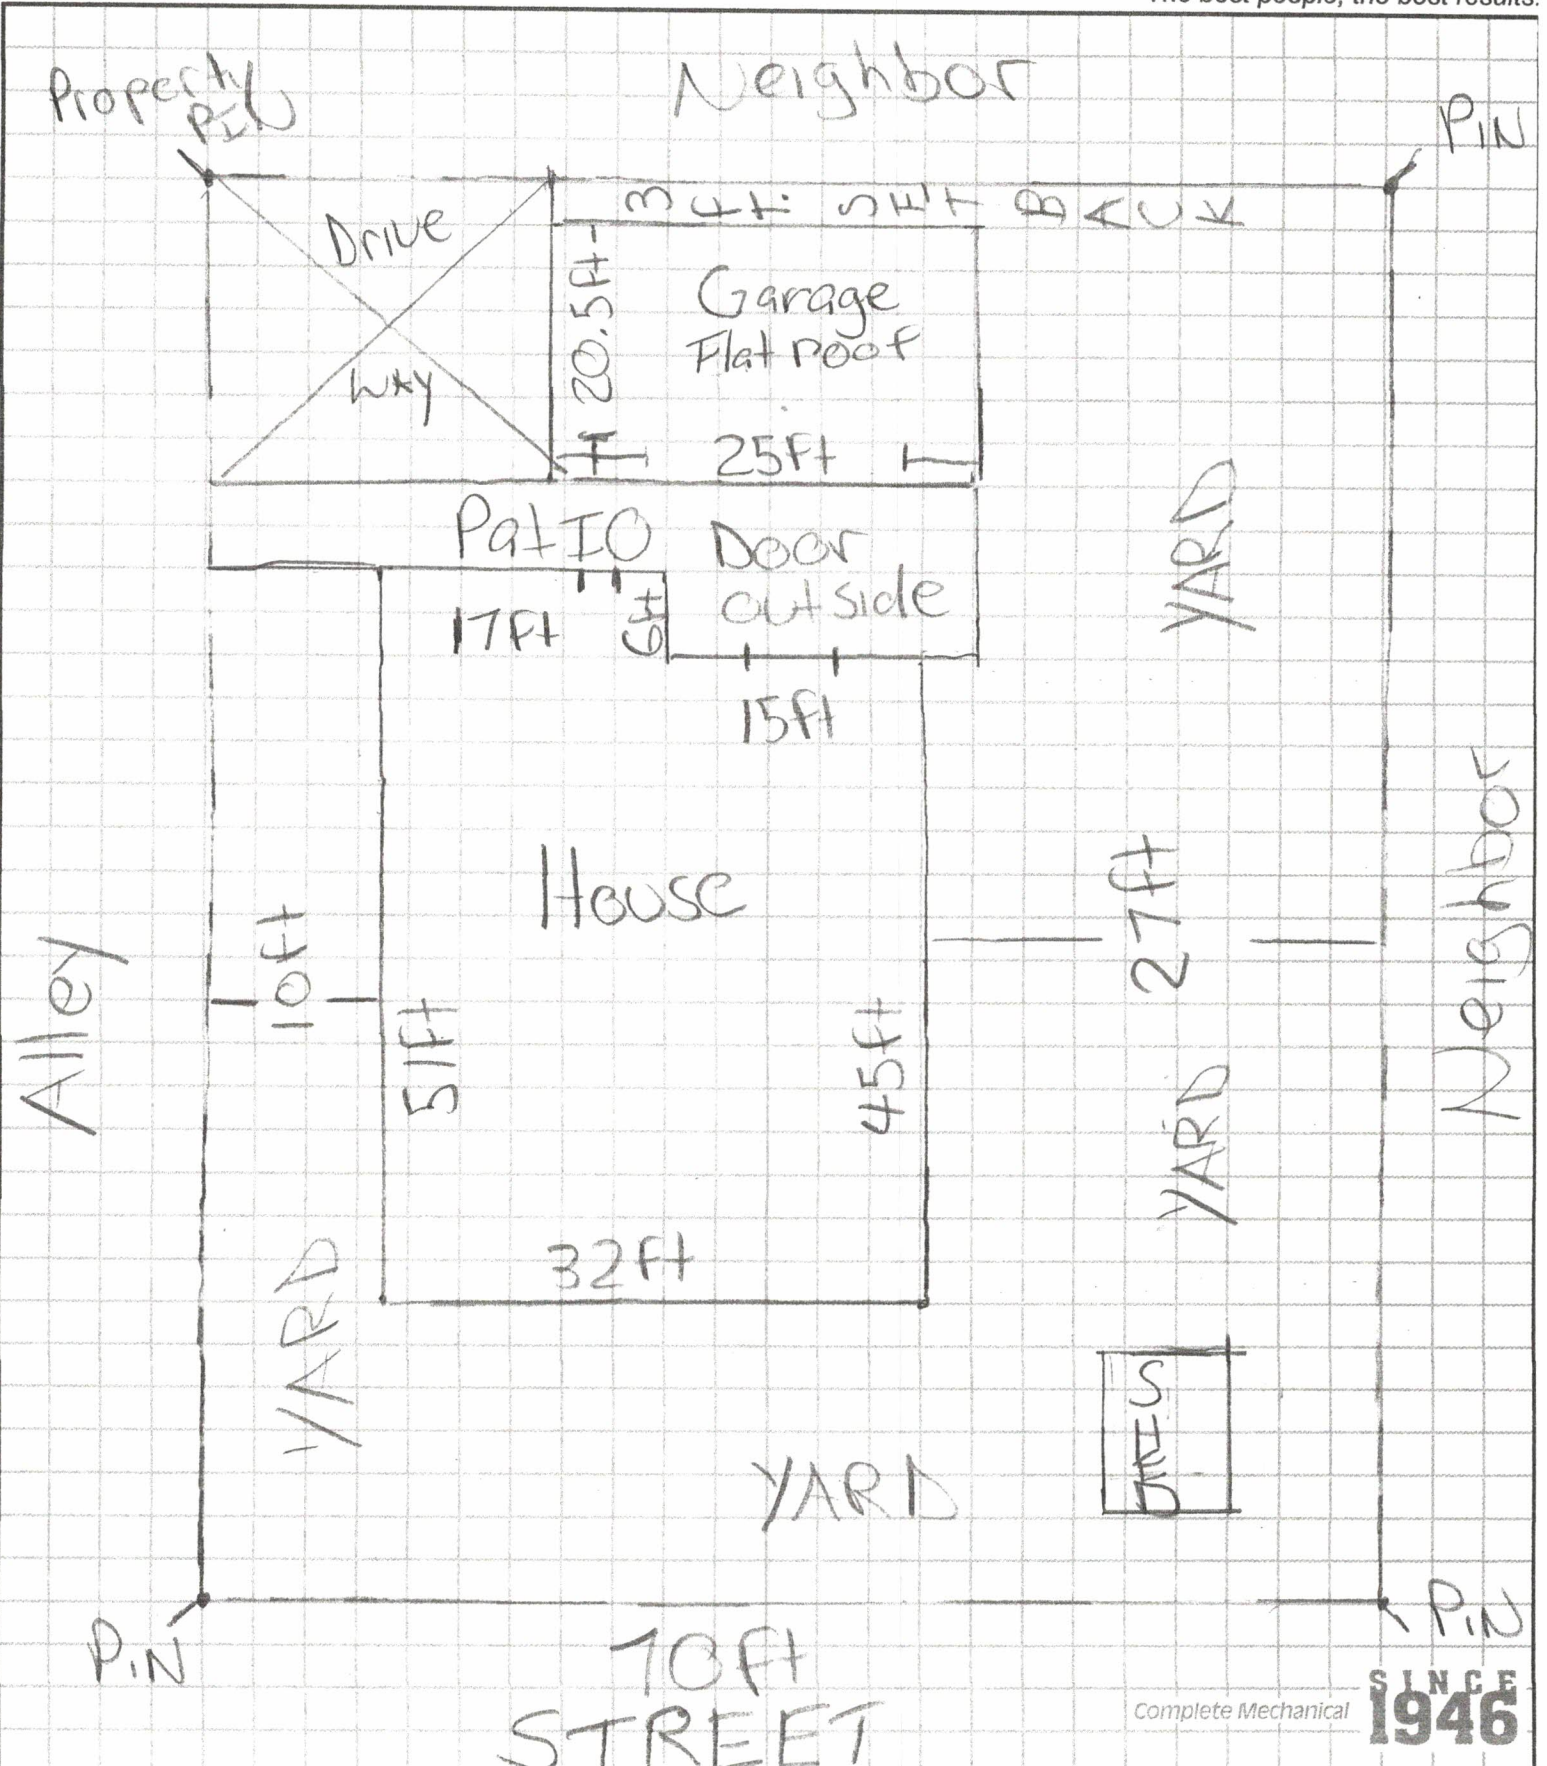 The best people, the best results.
Neighbor
Property
PIN
PIN
3 ft. SET BACK
Drive
WAY
20.5ft
Garage
Flat roof
25ft
PatIO
Door
outside
17ft
6ft
15ft
YARD
House
Neighbor
27ft
Alley
10ft
51ft
45ft
YARD
32ft
YARD
YARD
PiN
PiN
70ft
STREET
Complete Mechanical
SINCE
1946